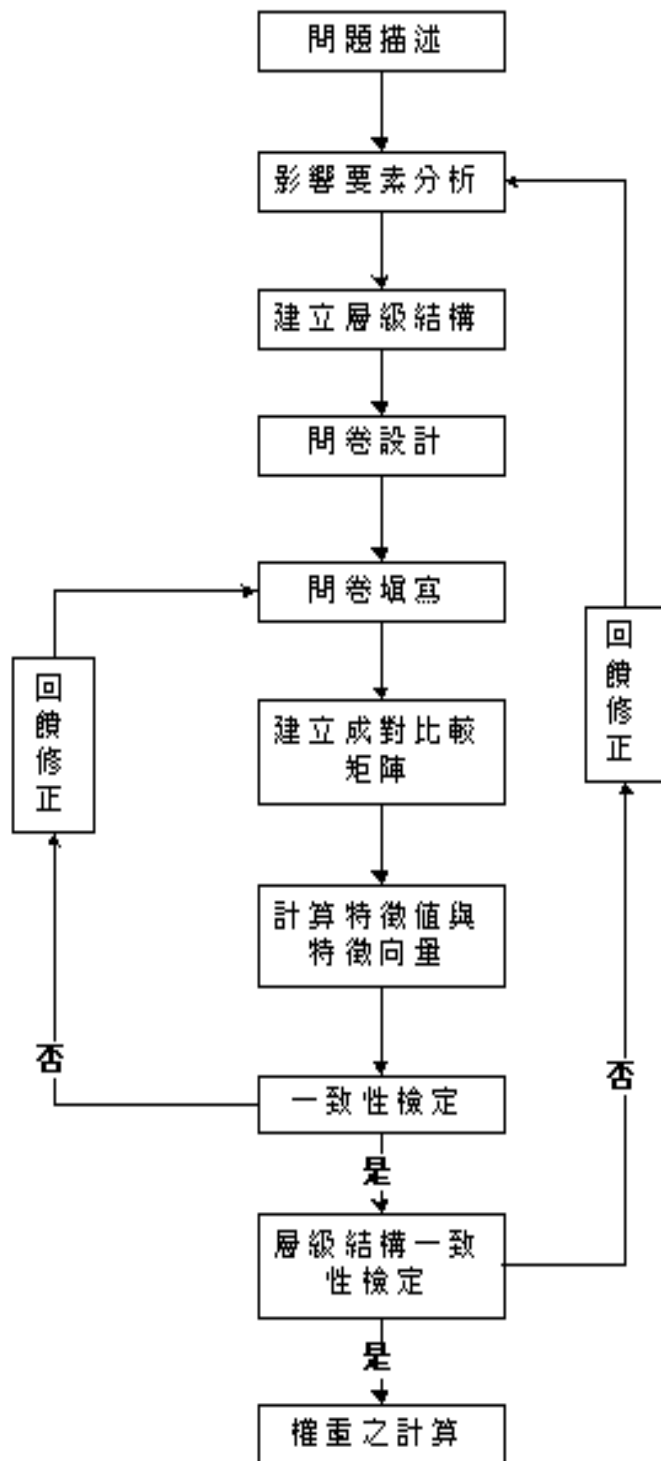 問題描述
影響要素分析
建立層級結構
問卷設計
問卷塡寫
回饋修正
回饋修正
建立成對比較
矩陣
計算特徵值與
特徵向量
否
否
一致性檢定
是
層級結構一致
性檢定
是
權重之計算